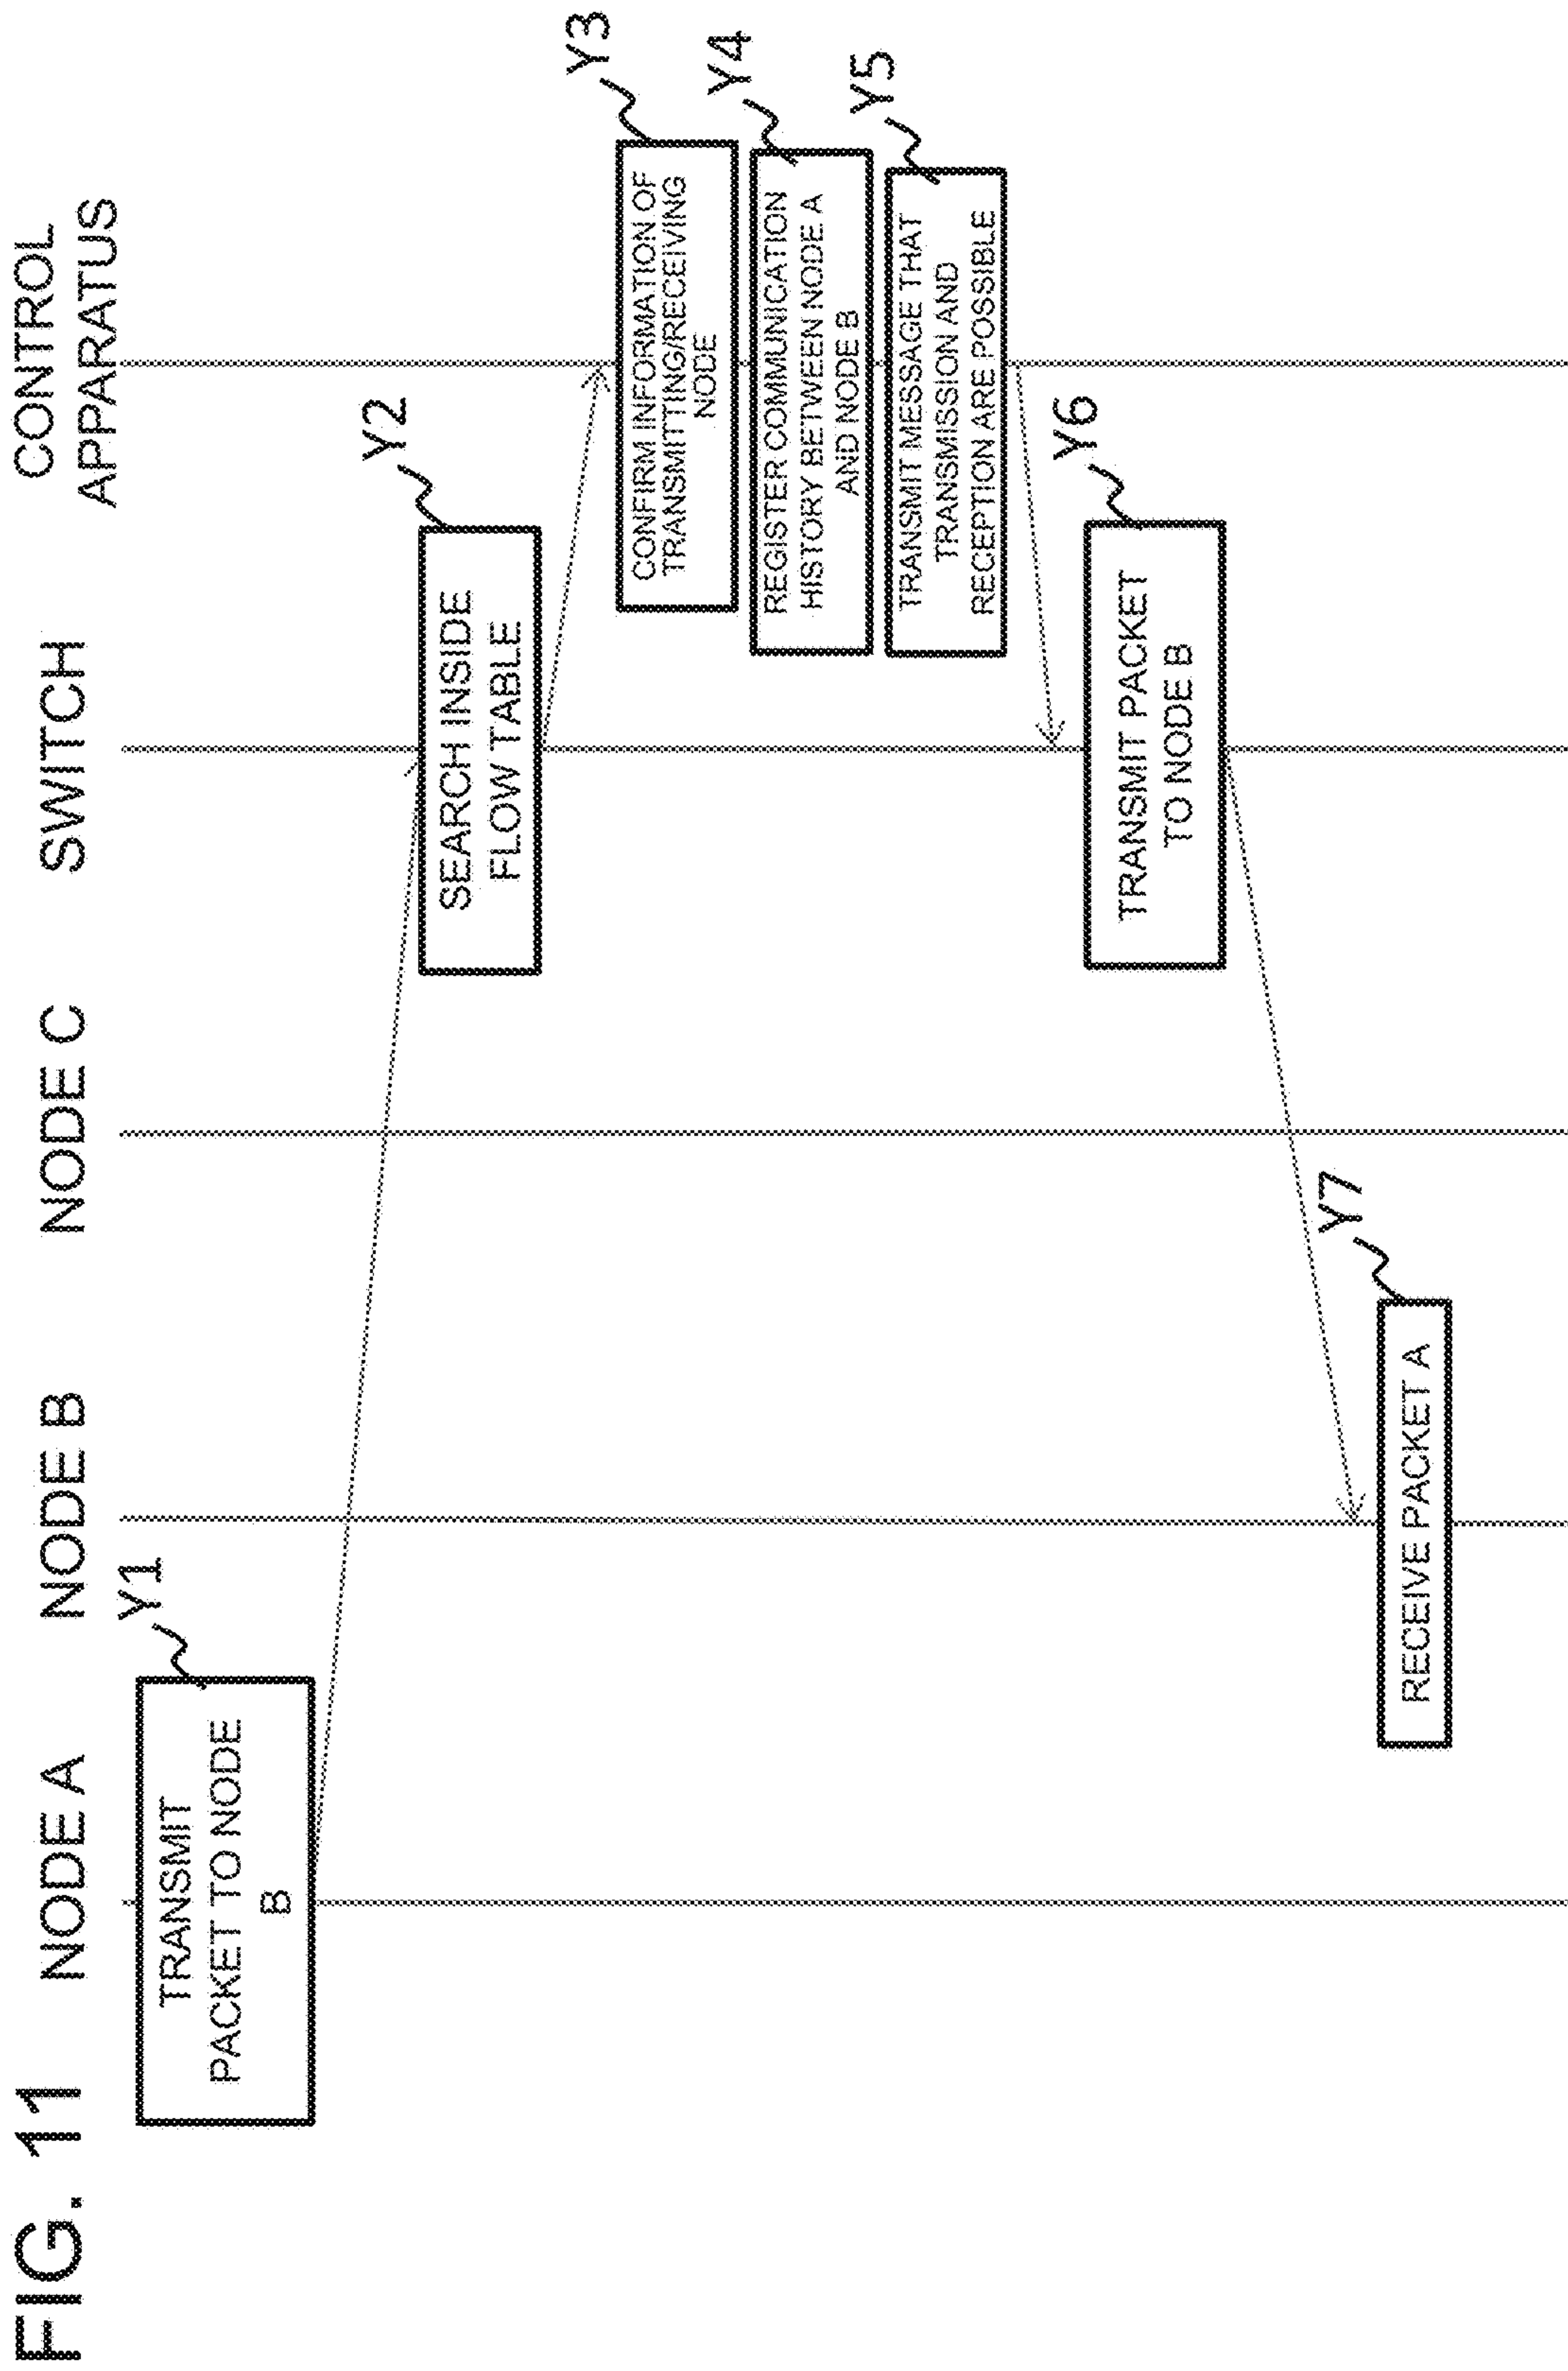 FIG. 11
NODE A
NODE B
NODE C
SWITCH
CONTROL
APPARATUS
Y1
TRANSMIT
PACKET TO NODE
B
Y2
SEARCH INSIDE
FLOW TABLE
Y3
CONFIRM INFORMATION OF
TRANSMITTING/RECEIVING
NODE
Y4
REGISTER COMMUNICATION
HISTORY BETWEEN NODE A
AND NODE B
Y5
TRANSMIT MESSAGE THAT
TRANSMISSION AND
RECEPTION ARE POSSIBLE
Y6
TRANSMIT PACKET
TO NODE B
Y7
RECEIVE PACKET A